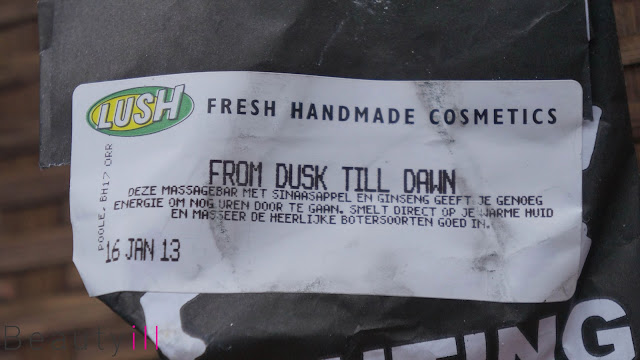 LUSH
FRESH HANDMADE COSMETICS
FROM DUSK TILL DAWN
DEZE MASSAGEBAR MET SINAASAPPEL EN GINSENG GEEFT JE GENOEG
ENERGIE OM NOG UREN DOOR TE GAAN. SMELT DIRECT OP JE WARME HUID
EN MASSEER DE HEERLIJKE BOTERSOORTEN GOED IN.
POOLE, BH17 0RR
16 JAN 13
Beautyill